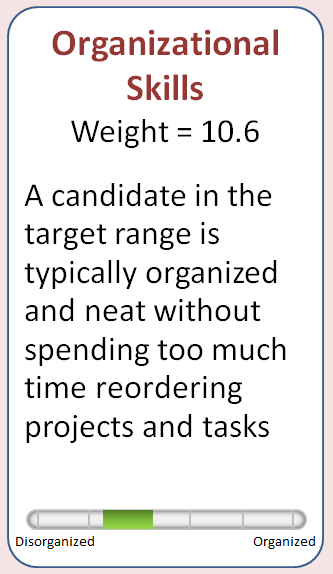 Organizational
Skills
Weight = 10.6
A candidate in the
target range is
typically organized
and neat without
spending too much
time reordering
projects and tasks
Disorganized
Organized